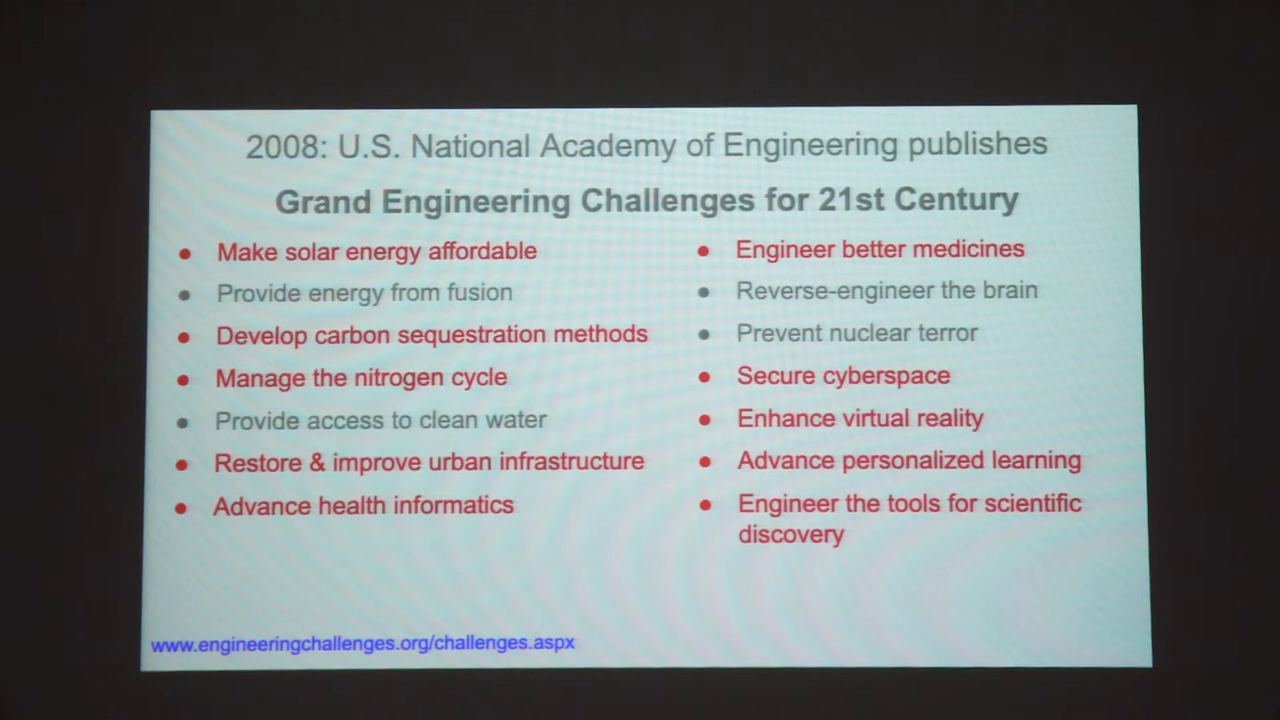 2008: U.S. National Academy of Engineering publishes
Grand Engineering Challenges for 21st Century
• Make solar energy affordable
• Provide energy from fusion
• Develop carbon sequestration methods
• Manage the nitrogen cycle
• Provide access to clean water
• Restore & improve urban infrastructure
• Advance health informatics
• Engineer better medicines
• Reverse-engineer the brain
• Prevent nuclear terror
• Secure cyberspace
• Enhance virtual reality
• Advance personalized learning
• Engineer the tools for scientific
discovery
www.engineeringchallenges.org/challenges.aspx